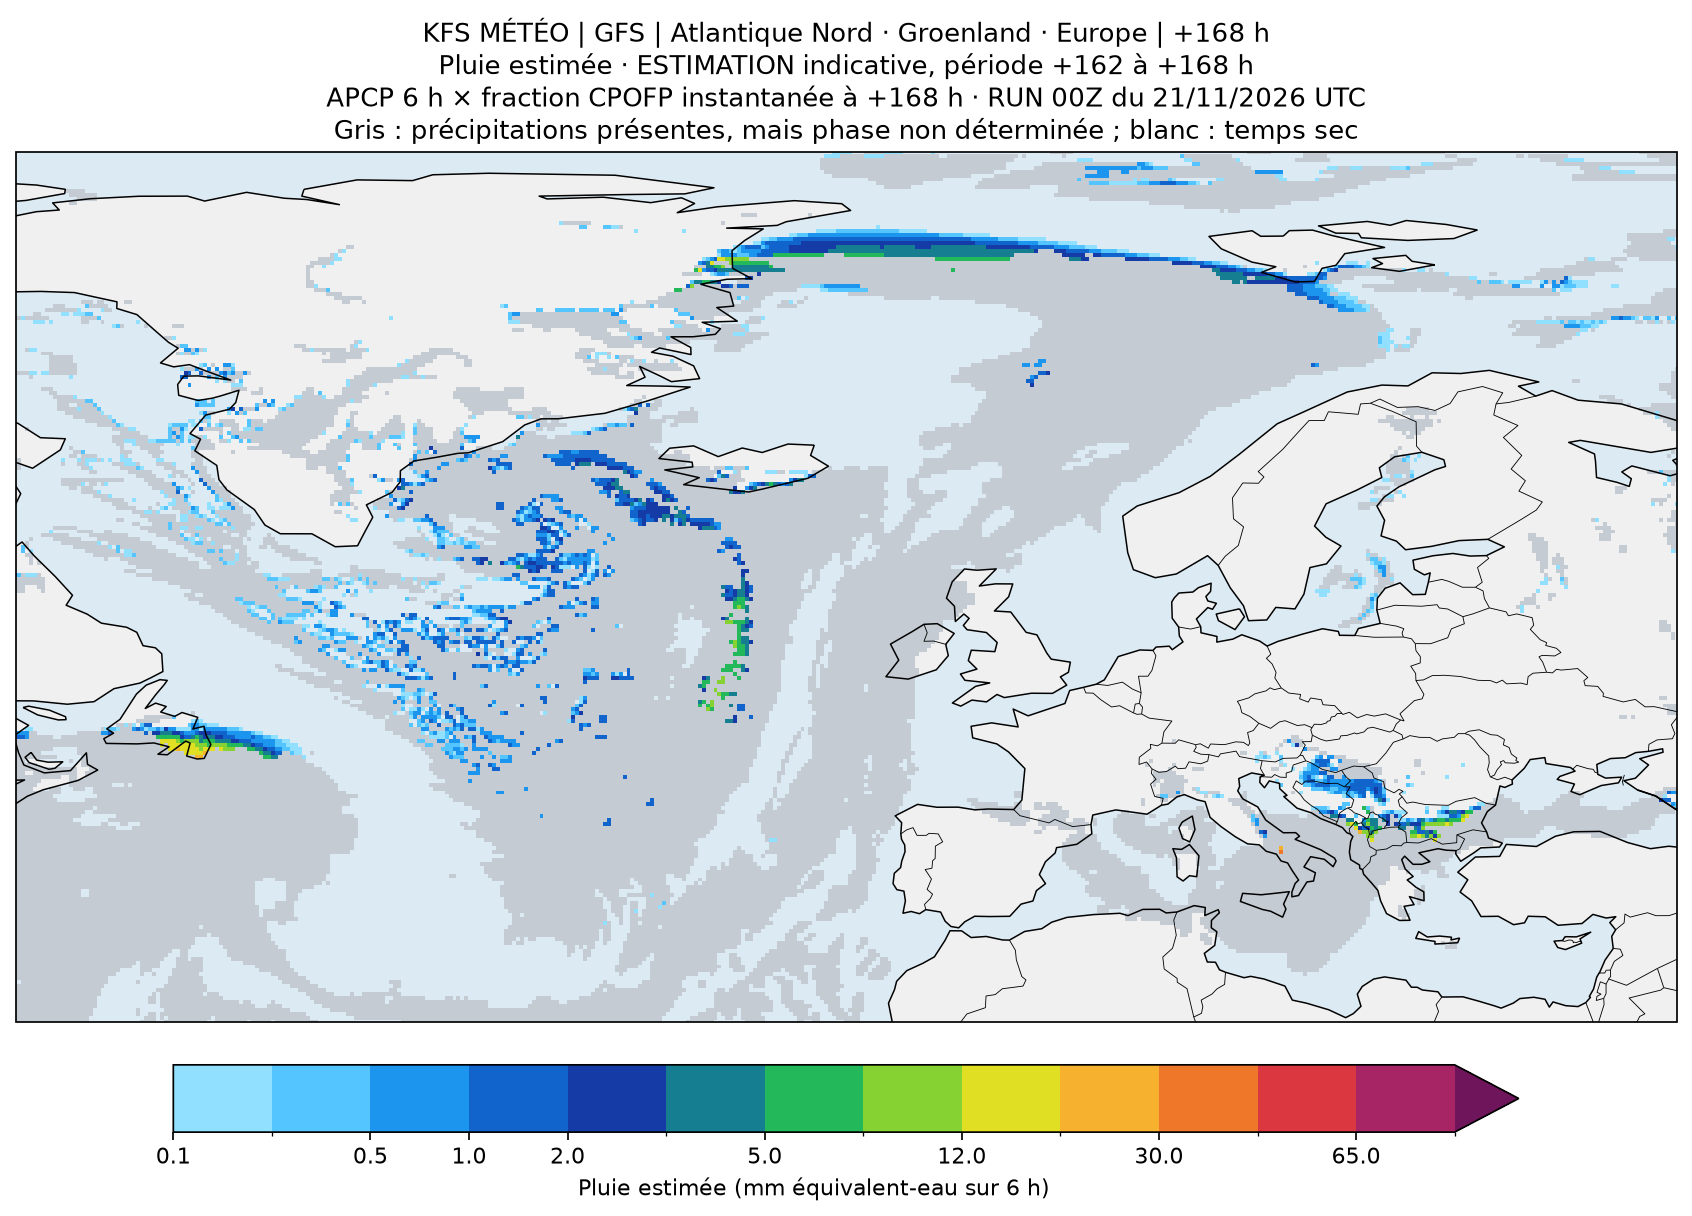 KFS MÉTÉO | GFS | Atlantique Nord · Groenland · Europe | +168 h
Pluie estimée · ESTIMATION indicative, période +162 à +168 h
APCP 6 h × fraction CPOFP instantanée à +168 h · RUN 00Z du 21/11/2026 UTC
Gris : précipitations présentes, mais phase non déterminée ; blanc : temps sec
0.1 0.5 1.0 2.0 5.0 12.0 30.0 65.0
Pluie estimée (mm équivalent-eau sur 6 h)